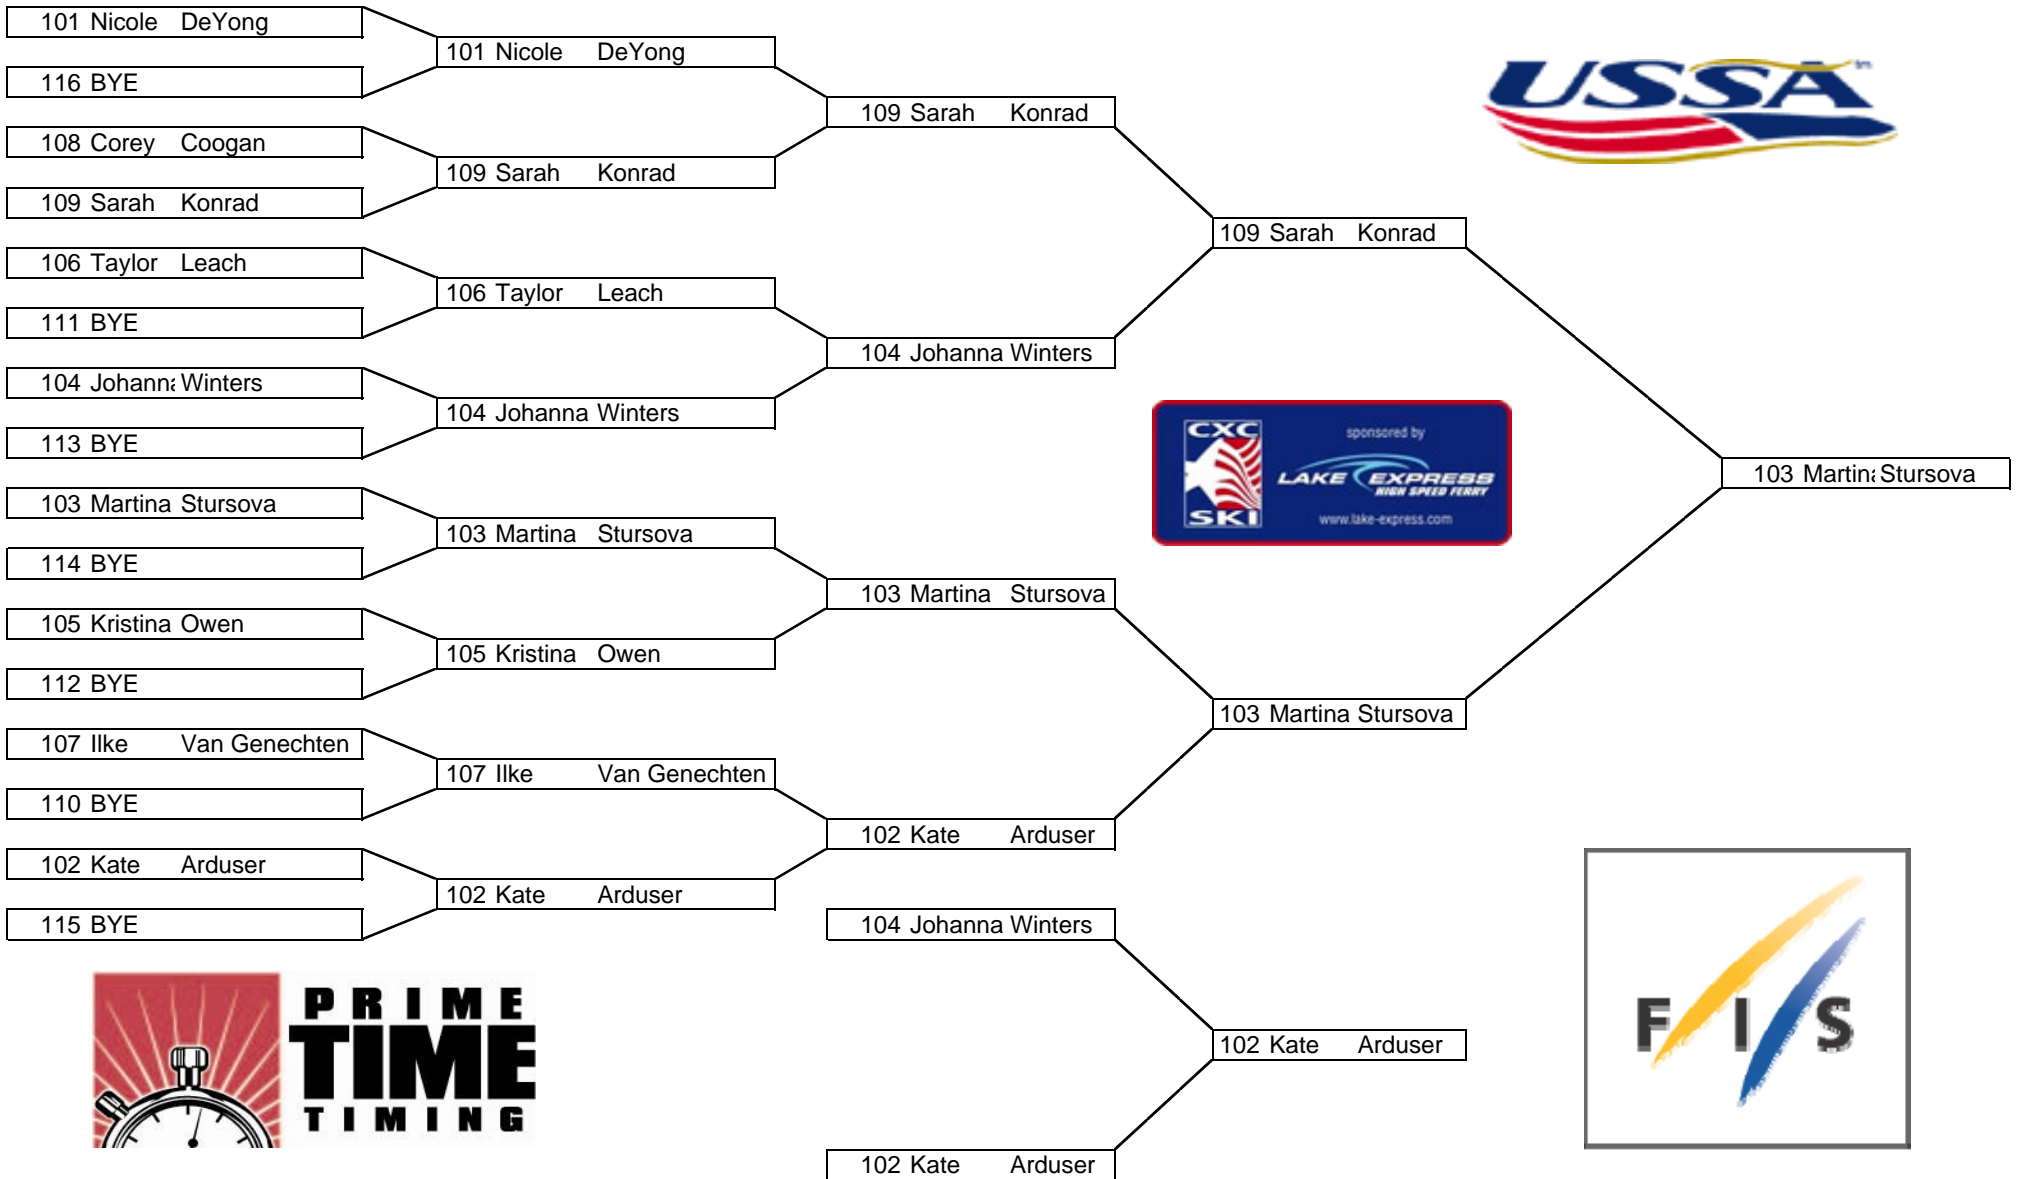 101 Nicole DeYong
101 Nicole DeYong
116 BYE
109 Sarah Konrad
108 Corey Coogan
109 Sarah Konrad
109 Sarah Konrad
109 Sarah Konrad
106 Taylor Leach
106 Taylor Leach
111 BYE
104 Johanna Winters
104 Johanna Winters
104 Johanna Winters
113 BYE
103 Martina Stursova
103 Martina Stursova
103 Martina Stursova
114 BYE
103 Martina Stursova
105 Kristina Owen
105 Kristina Owen
112 BYE
103 Martina Stursova
107 Ilke Van Genechten
107 Ilke Van Genechten
110 BYE
102 Kate Arduser
102 Kate Arduser
102 Kate Arduser
115 BYE
104 Johanna Winters
102 Kate Arduser
102 Kate Arduser
USSA
CXC
SKI
sponsored by
LAKE EXPRESS
HIGH SPEED FERRY
www.lake-express.com
PRIME
TIME
TIMING
FIS